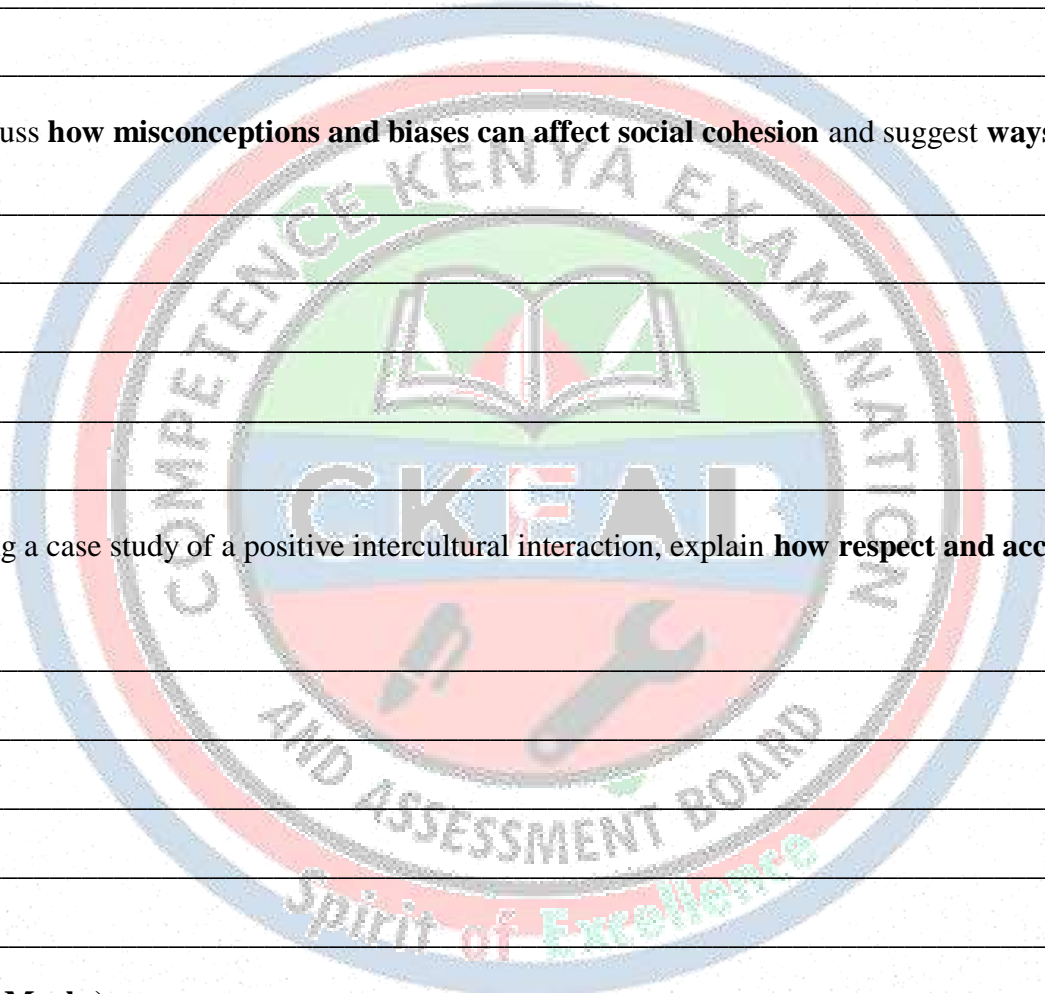 uss how misconceptions and biases can affect social cohesion and suggest ways
COMPETENCE KENYA EXAMINATION
CKEAB
g a case study of a positive intercultural interaction, explain how respect and acc
AND ASSESSMENT BOARD
Spirit of Excellence